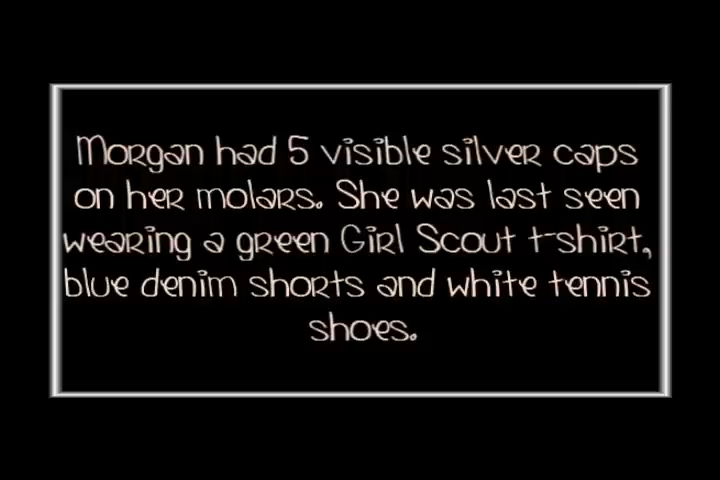 Morgan had 5 visible silver caps
on her molars. She was last seen
wearing a green Girl Scout t-shirt,
blue denim shorts and white tennis
shoes.